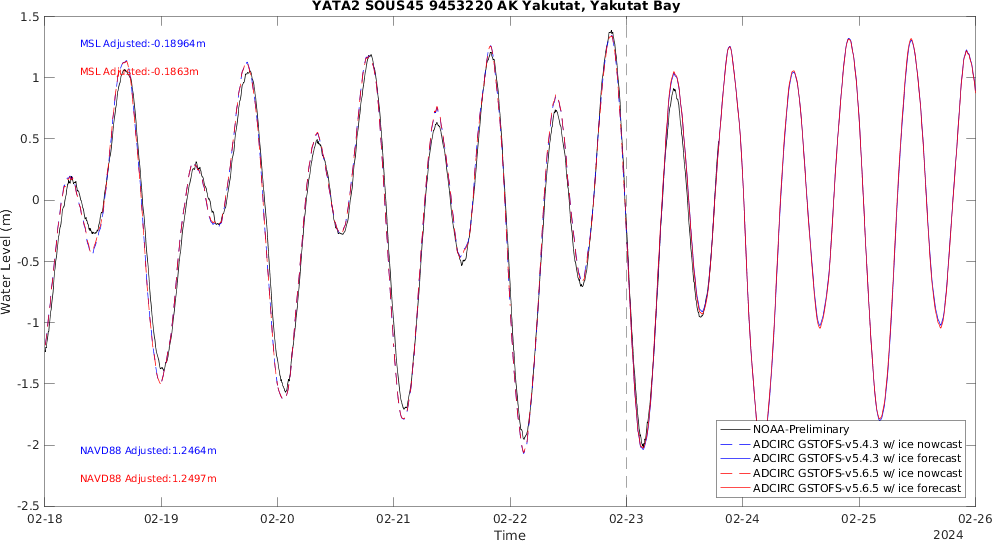 YATA2 SOUS45 9453220 AK Yakutat, Yakutat Bay
1.5
1
0.5
0
-0.5
-1
-1.5
-2
-2.5
Water Level (m)
MSL Adjusted:-0.18964m
MSL Adjusted:-0.1863m
NAVD88 Adjusted:1.2464m
NAVD88 Adjusted:1.2497m
NOAA-Preliminary
ADCIRC GSTOFS-v5.4.3 w/ ice nowcast
ADCIRC GSTOFS-v5.4.3 w/ ice forecast
ADCIRC GSTOFS-v5.6.5 w/ ice nowcast
ADCIRC GSTOFS-v5.6.5 w/ ice forecast
02-18 02-19 02-20 02-21 02-22 02-23 02-24 02-25 02-26
Time
2024